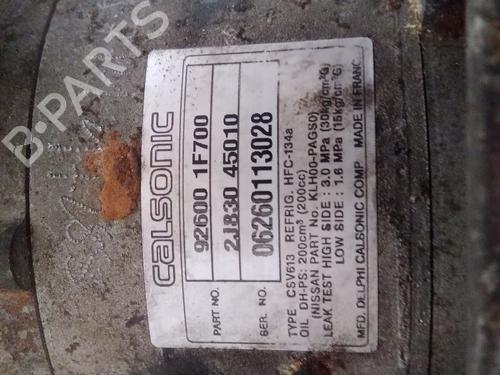 B-PARTS
CALSONIC
PART NO. 92600 1F700
2J830 45010
SER NO. 06260113028
TYPE CSV613 REFRIG. HFC-134a
OIL DH-PS: 200cm³ (200cc)
(NISSAN PART NO. KLH00-PAGS0)
LEAK TEST HIGH SIDE : 3.0 MPa (30kg/cm²G)
LOW SIDE : 1.6 MPa (15kg/cm²G)
MFD. DELPHI CALSONIC COMP MADE IN FRANC